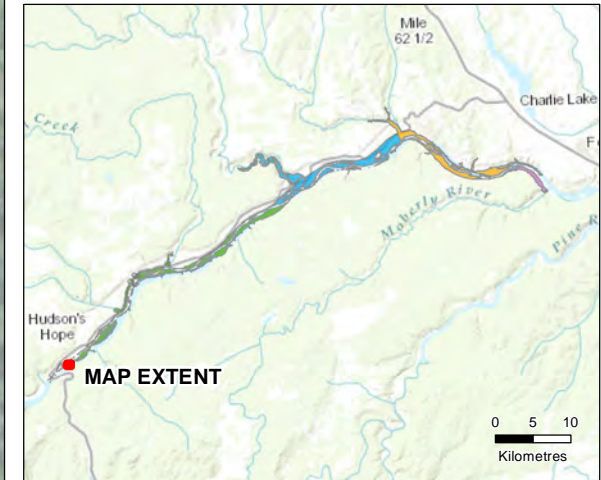 Mile
62 1/2
Charlie Lake
F
Creek
Moberly River
Pine R
Hudson's
Hope
MAP EXTENT
0 5 10
Kilometres